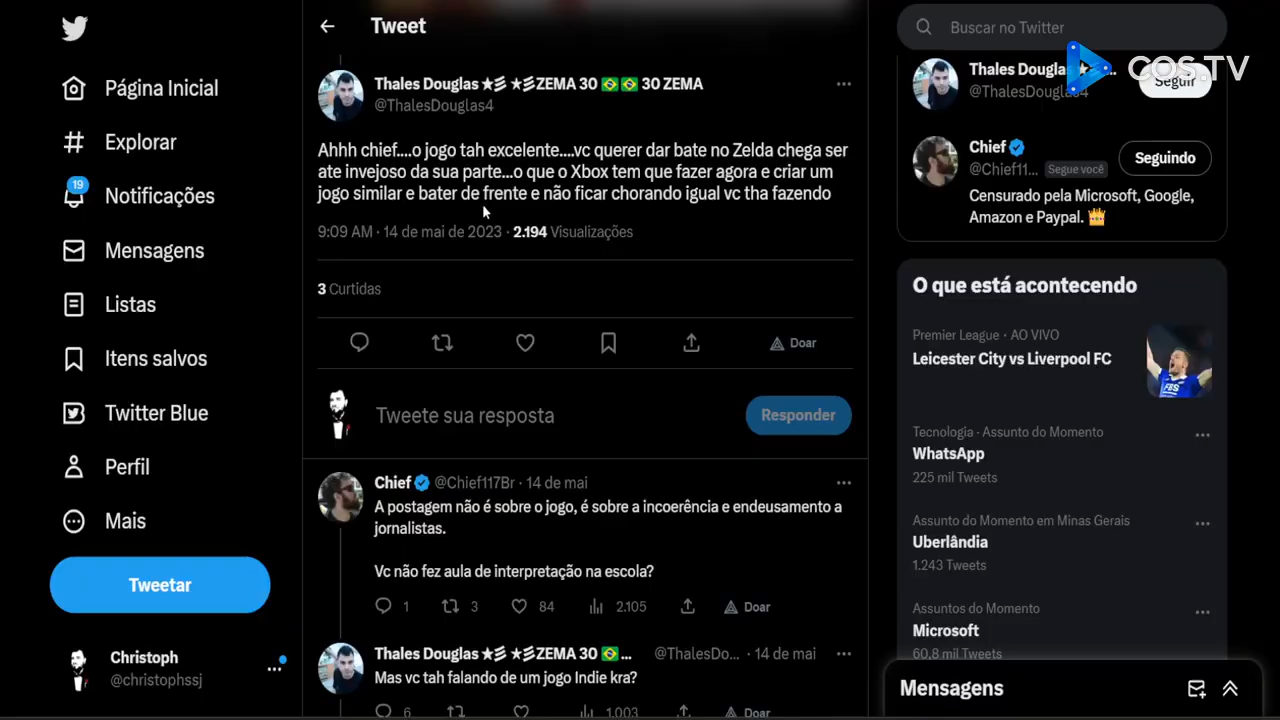 Página Inicial
Explorar
19
Notificações
Mensagens
Listas
Itens salvos
Twitter Blue
Perfil
Mais
Tweetar
Christoph
@christophssj
Tweet
Thales Douglas ★彡 ★彡ZEMA 30 🇧🇷🇧🇷 30 ZEMA
@ThalesDouglas4
Ahhh chief....o jogo tah excelente....vc querer dar bate no Zelda chega ser
ate invejoso da sua parte...o que o Xbox tem que fazer agora e criar um
jogo similar e bater de frente e não ficar chorando igual vc tha fazendo
9:09 AM · 14 de mai de 2023 · 2.194 Visualizações
3 Curtidas
Doar
Tweete sua resposta
Responder
Chief @Chief117Br · 14 de mai
A postagem não é sobre o jogo, é sobre a incoerência e endeusamento a
jornalistas.
Vc não fez aula de interpretação na escola?
1 3 84 2.105 Doar
Thales Douglas ★彡 ★彡ZEMA 30 🇧🇷... @ThalesDo... · 14 de mai
Mas vc tah falando de um jogo Indie kra?
6 1.003 Doar
Buscar no Twitter
COS.TV
Thales Douglas ★...
@ThalesDouglas4
Seguir
Chief
@Chief11... Segue você
Seguindo
Censurado pela Microsoft, Google,
Amazon e Paypal. 👑
O que está acontecendo
Premier League · AO VIVO
Leicester City vs Liverpool FC
Tecnologia · Assunto do Momento
WhatsApp
225 mil Tweets
Assunto do Momento em Minas Gerais
Uberlândia
1.243 Tweets
Assuntos do Momento
Microsoft
60,8 mil Tweets
Mensagens